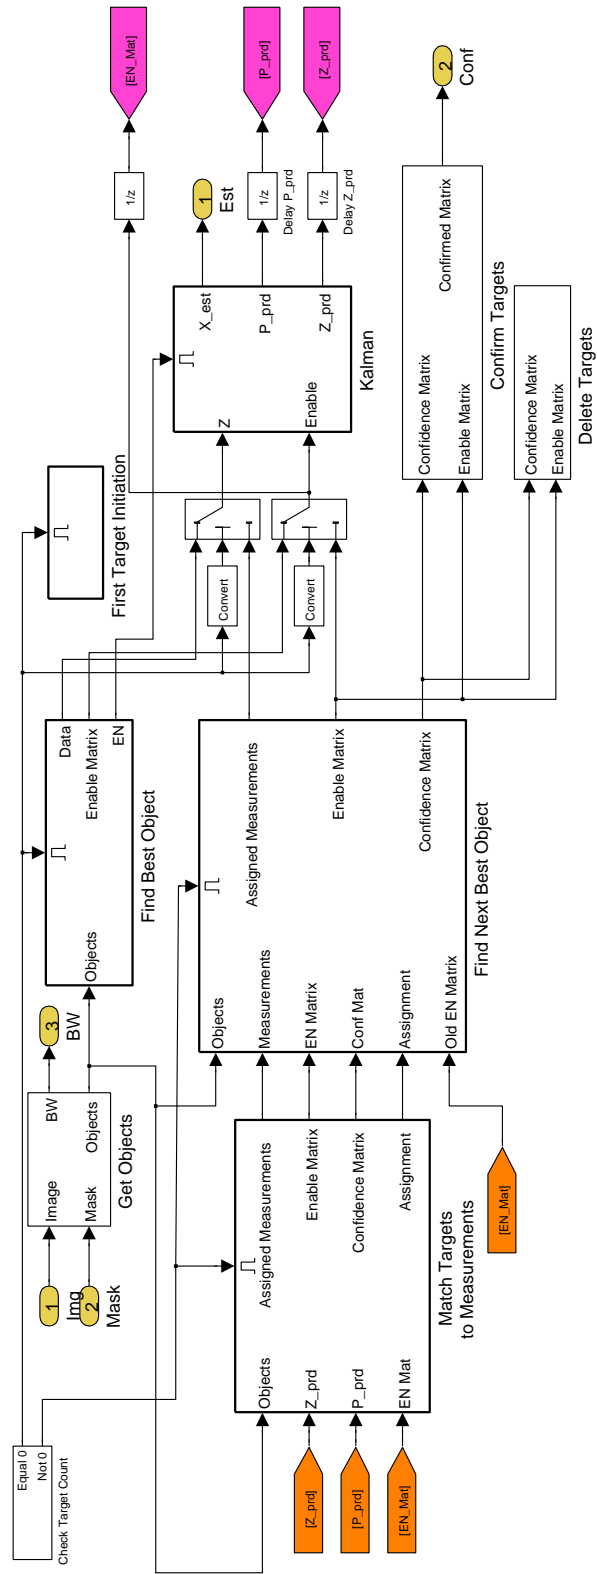 Equal 0
Not 0
Check Target Count
1
Img
2
Mask
Image
Mask
BW
Objects
Get Objects
3
BW
Objects
Data
Enable Matrix
EN
Find Best Object
First Target Initiation
[Z_prd]
[P_prd]
[EN_Mat]
Objects
Z_prd
P_prd
EN Mat
Assigned Measurements
Enable Matrix
Confidence Matrix
Assignment
Match Targets
to Measurements
[EN_Mat]
Objects
Measurements
EN Matrix
Conf Mat
Assignment
Old EN Matrix
Assigned Measurements
Enable Matrix
Confidence Matrix
Find Next Best Object
Convert
Convert
Z
Enable
X_est
P_prd
Z_prd
Kalman
1/z
[EN_Mat]
1
Est
1/z
Delay P_prd
[P_prd]
1/z
Delay Z_prd
[Z_prd]
Confidence Matrix
Enable Matrix
Confirmed Matrix
Confirm Targets
2
Conf
Confidence Matrix
Enable Matrix
Delete Targets